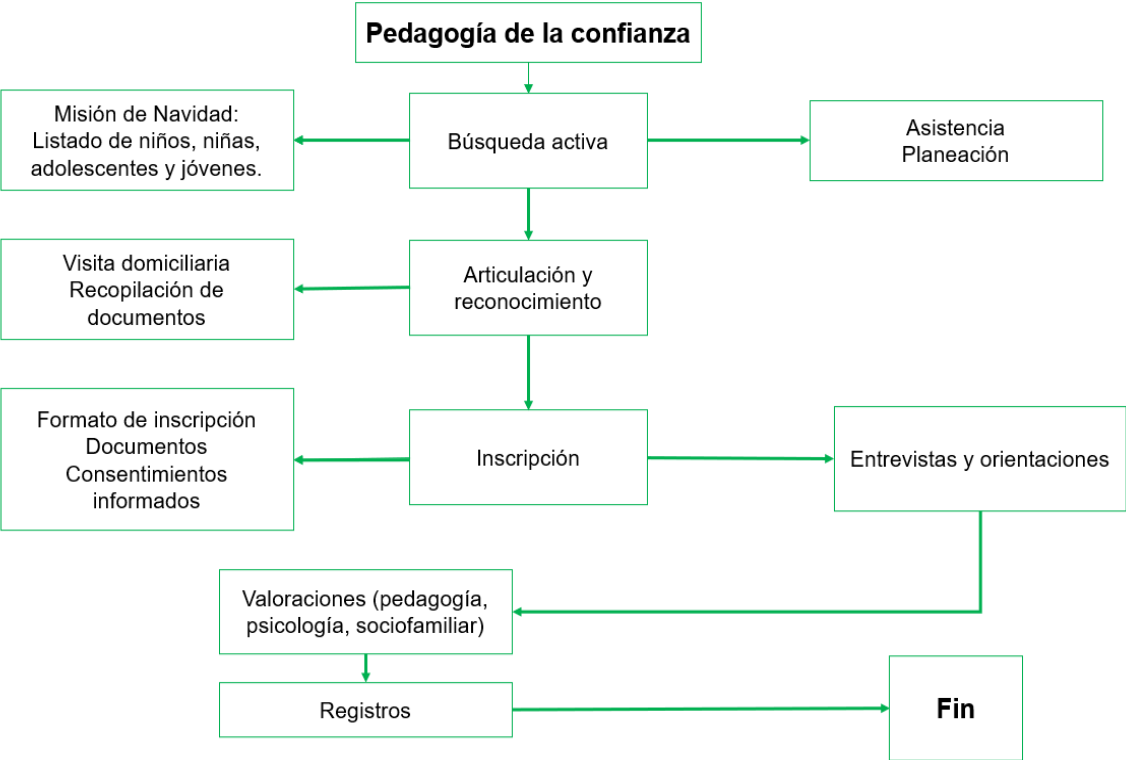 Pedagogía de la confianza
Misión de Navidad:
Listado de niños, niñas,
adolescentes y jóvenes.
Búsqueda activa
Asistencia
Planeación
Visita domiciliaria
Recopilación de
documentos
Articulación y
reconocimiento
Formato de inscripción
Documentos
Consentimientos
informados
Inscripción
Entrevistas y orientaciones
Valoraciones (pedagogía,
psicología, sociofamiliar)
Registros
Fin